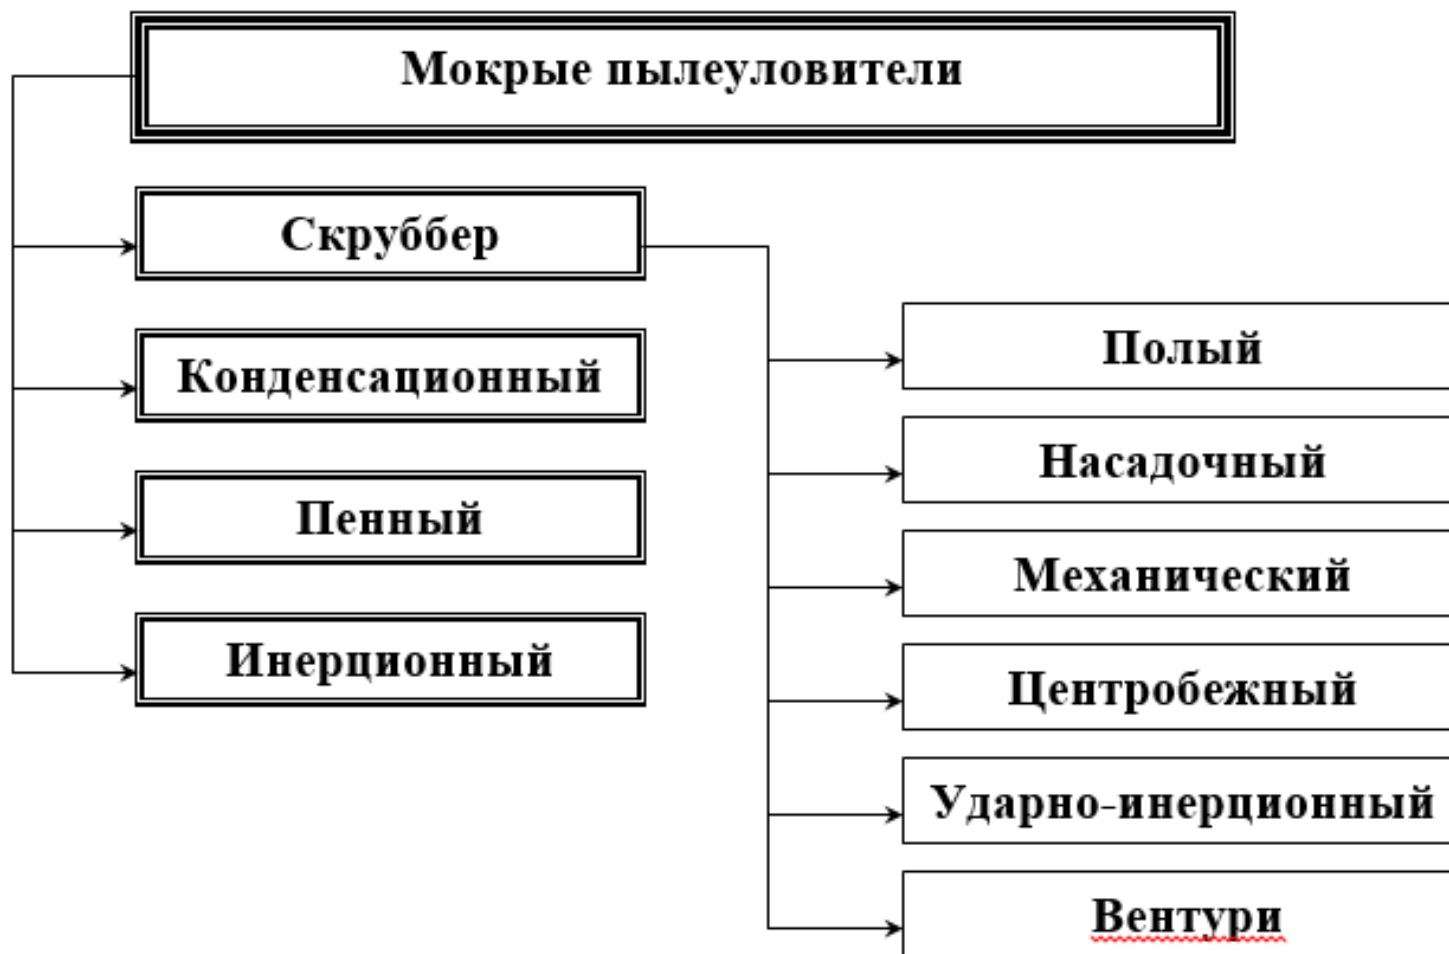 Мокрые пылеуловители
Скруббер
Конденсационный
Пенный
Инерционный
Полый
Насадочный
Механический
Центробежный
Ударно-инерционный
Вентури